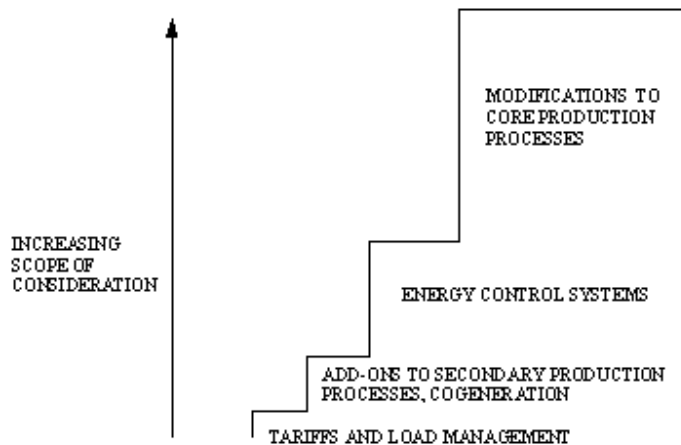 MODIFICATIONS TO
CORE PRODUCTION
PROCESSES
INCREASING
SCOPE OF
CONSIDERATION
ENERGY CONTROL SYSTEMS
ADD-ONS TO SECONDARY PRODUCTION
PROCESSES, COGENERATION
TARIFFS AND LOAD MANAGEMENT